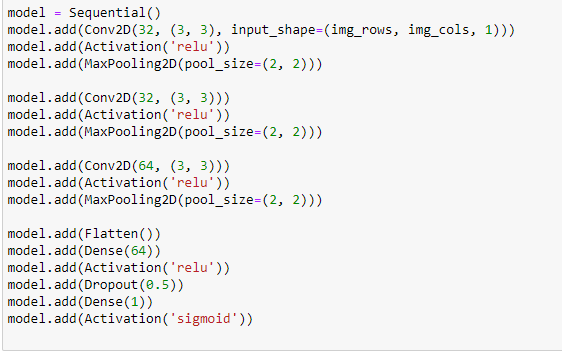 model = Sequential()
model.add(Conv2D(32, (3, 3), input_shape=(img_rows, img_cols, 1)))
model.add(Activation('relu'))
model.add(MaxPooling2D(pool_size=(2, 2)))
model.add(Conv2D(32, (3, 3)))
model.add(Activation('relu'))
model.add(MaxPooling2D(pool_size=(2, 2)))
model.add(Conv2D(64, (3, 3)))
model.add(Activation('relu'))
model.add(MaxPooling2D(pool_size=(2, 2)))
model.add(Flatten())
model.add(Dense(64))
model.add(Activation('relu'))
model.add(Dropout(0.5))
model.add(Dense(1))
model.add(Activation('sigmoid'))